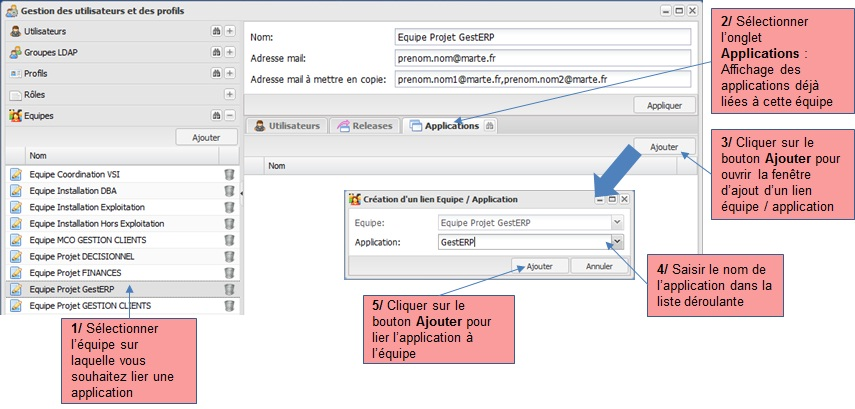 Gestion des utilisateurs et des profils
Utilisateurs
Groupes LDAP
Profils
Rôles
Equipes
Ajouter
Nom
Equipe Coordination VSI
Equipe Installation DBA
Equipe Installation Exploitation
Equipe Installation Hors Exploitation
Equipe MCO GESTION CLIENTS
Equipe Projet DECISIONNEL
Equipe Projet FINANCES
Equipe Projet GestERP
Equipe Projet GESTION CLIENTS
Nom:
Equipe Projet GestERP
Adresse mail:
prenom.nom@marte.fr
Adresse mail à mettre en copie:
prenom.nom1@marte.fr,prenom.nom2@marte.fr
Appliquer
Utilisateurs
Releases
Applications
Ajouter
Nom
Création d'un lien Equipe / Application
Equipe:
Equipe Projet GestERP
Application:
GestERP
Ajouter
Annuler
1/ Sélectionner
l'équipe sur
laquelle vous
souhaitez lier une
application
2/ Sélectionner
l'onglet
Applications :
Affichage des
applications déjà
liées à cette équipe
3/ Cliquer sur le
bouton Ajouter pour
ouvrir la fenêtre
d'ajout d'un lien
équipe / application
4/ Saisir le nom de
l'application dans la
liste déroulante
5/ Cliquer sur le
bouton Ajouter pour
lier l'application à
l'équipe